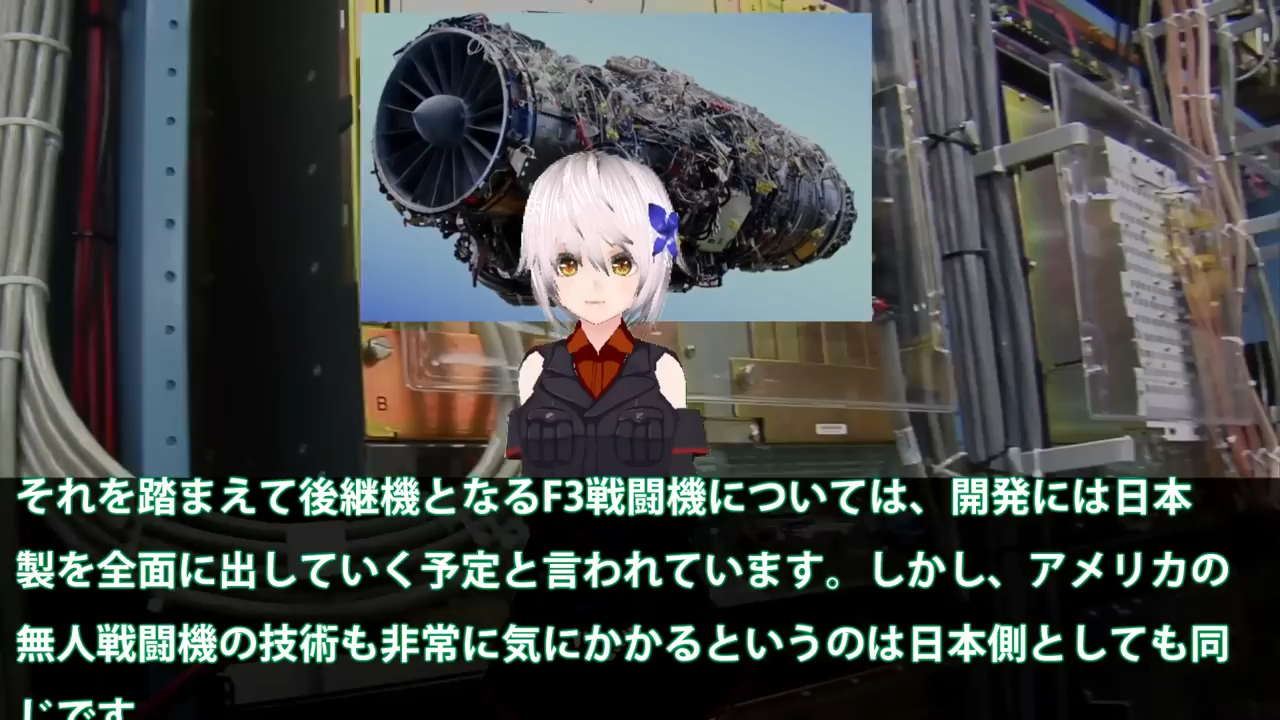 B
それを踏まえて後継機となるF3戦闘機については、開発には日本
製を全面に出していく予定と言われています。しかし、アメリカの
無人戦闘機の技術も非常に気にかかるというのは日本側としても同
じです